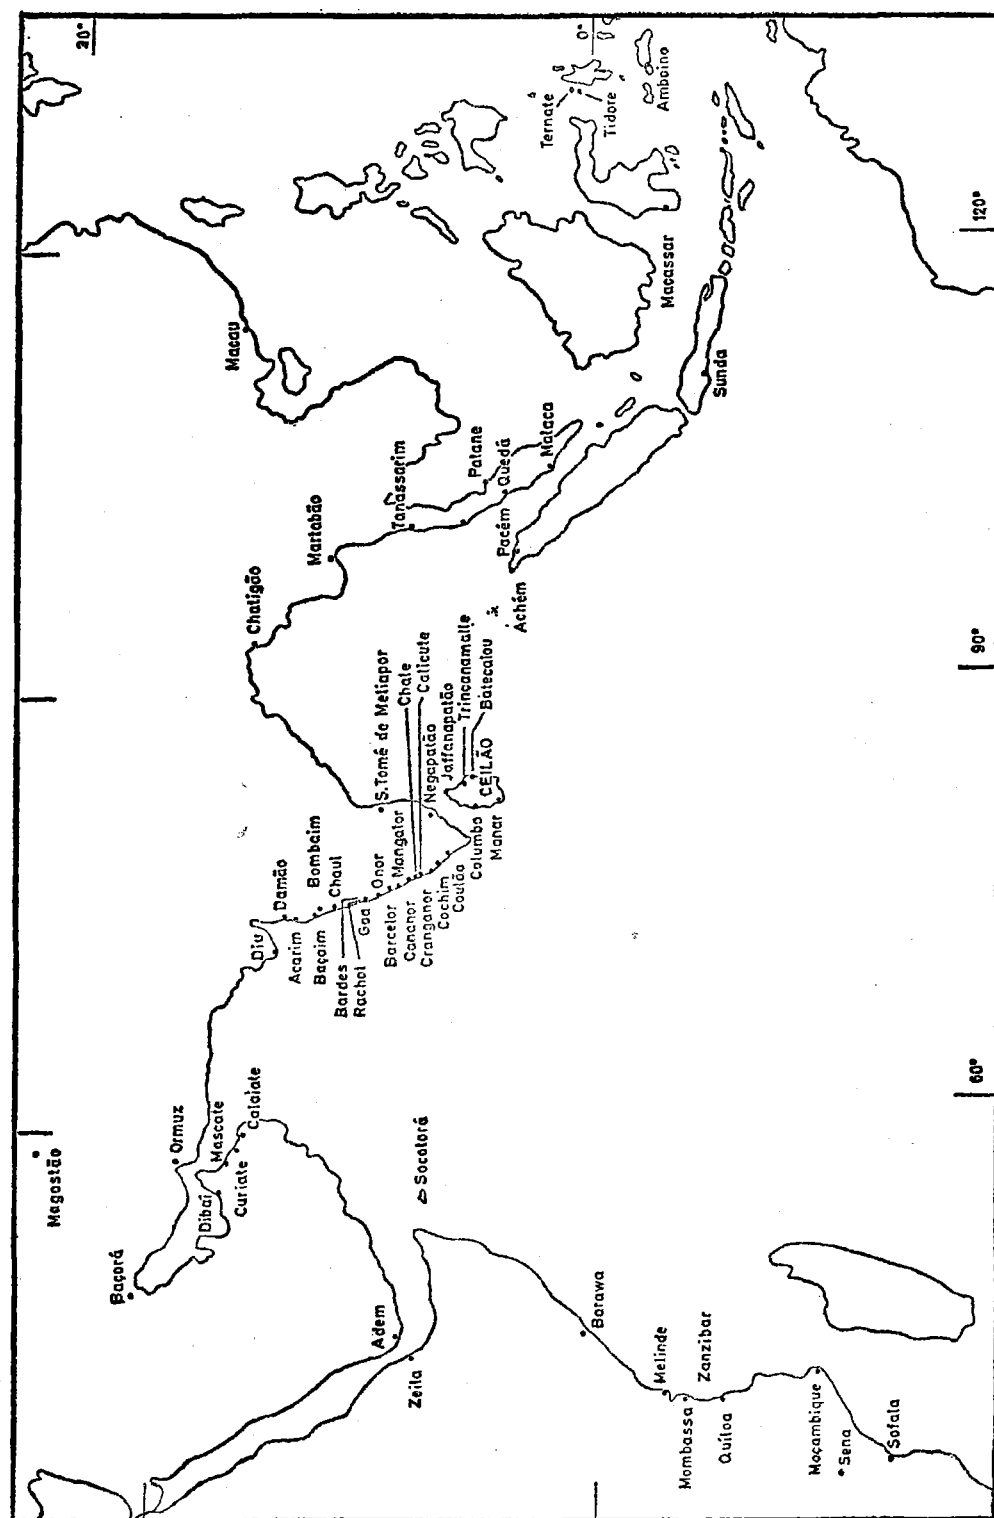 20°
0°
120°
90°
60°
Magostão
Baçorá
Ormuz
Dibai
Mascate
Curiate
Calaiate
Adem
Zeila
Socatorá
Barawa
Melinde
Mombassa
Zanzibar
Quiloa
Moçambique
Sena
Sofala
Diu
Damão
Acarim
Bombaim
Baçaim
Chaul
Bardes
Rachol
Goa
Onor
Barcelor
Mangalor
Cananor
Cranganor
Chale
Calicute
Cochim
Coulão
S.Tomé de Meliapor
Negapatão
Jaffanapatão
Trincanamalle
Batecalou
CEILÃO
Columbo
Manar
Chatigão
Martabão
Tanassarim
Patane
Quedá
Pacém
Achém
Malaca
Macau
Sunda
Macassar
Ternate
Tidore
Amboino